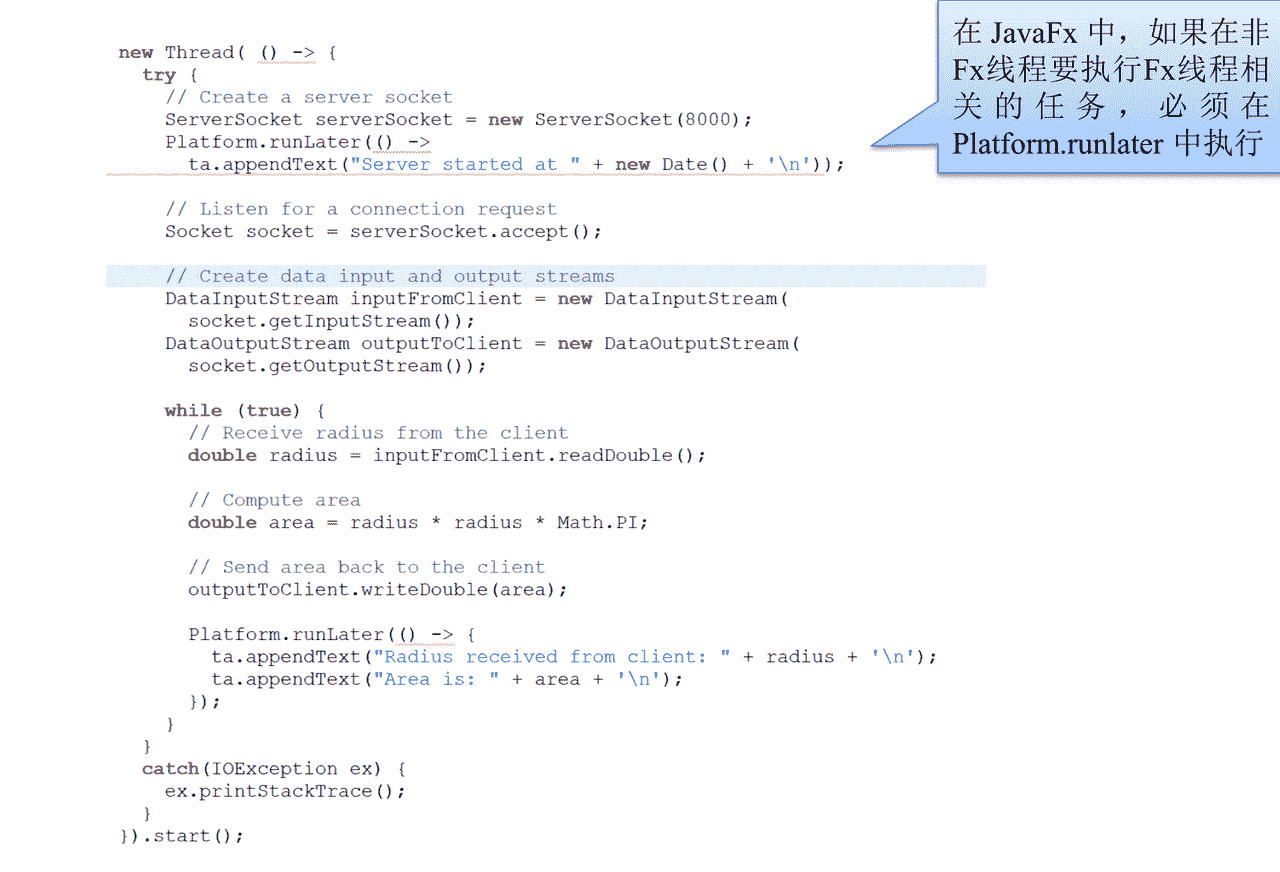 new Thread( () -> {
try {
// Create a server socket
ServerSocket serverSocket = new ServerSocket(8000);
Platform.runLater(() ->
ta.appendText("Server started at " + new Date() + '\n'));
// Listen for a connection request
Socket socket = serverSocket.accept();
// Create data input and output streams
DataInputStream inputFromClient = new DataInputStream(
socket.getInputStream());
DataOutputStream outputToClient = new DataOutputStream(
socket.getOutputStream());
while (true) {
// Receive radius from the client
double radius = inputFromClient.readDouble();
// Compute area
double area = radius * radius * Math.PI;
// Send area back to the client
outputToClient.writeDouble(area);
Platform.runLater(() -> {
ta.appendText("Radius received from client: " + radius + '\n');
ta.appendText("Area is: " + area + '\n');
});
}
}
catch(IOException ex) {
ex.printStackTrace();
}
}).start();
在 JavaFx 中，如果在非
Fx线程要执行Fx线程相
关的任务，必须在
Platform.runlater 中执行